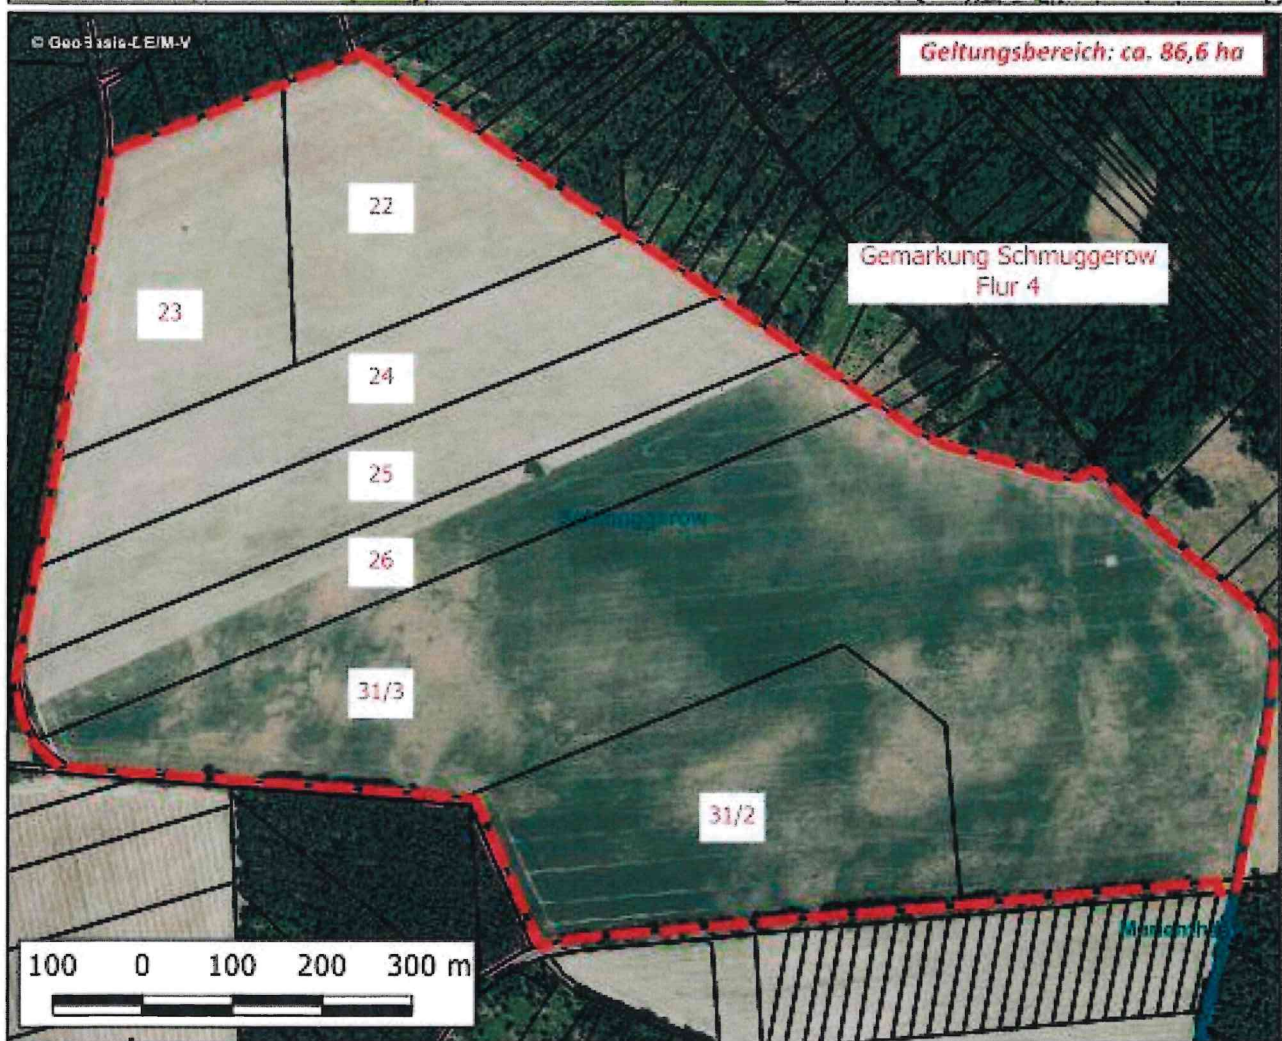 © GeoBasis-DE/M-V
Geltungsbereich: ca. 86,6 ha
22
Gemarkung Schmuggerow
Flur 4
23
24
25
Schmuggerow
26
31/3
31/2
100 0 100 200 300 m